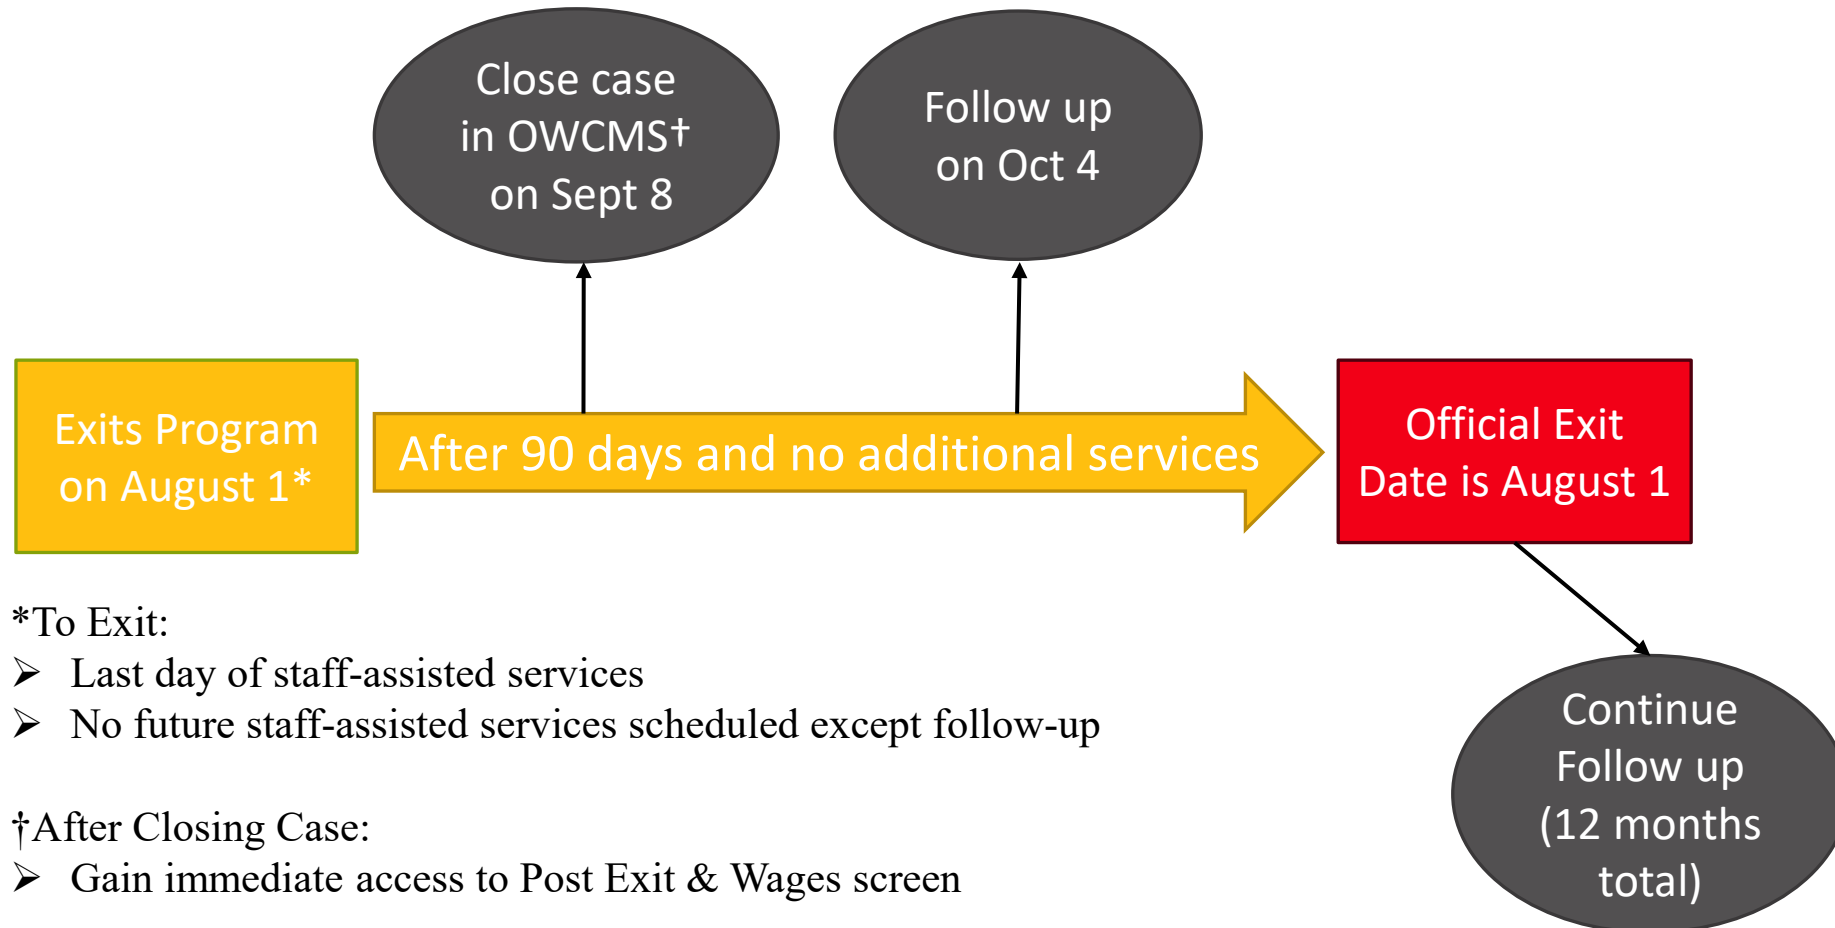 Close case
in OWCMS†
on Sept 8
Follow up
on Oct 4
Exits Program
on August 1*
After 90 days and no additional services
Official Exit
Date is August 1
*To Exit:
➢ Last day of staff-assisted services
➢ No future staff-assisted services scheduled except follow-up
†After Closing Case:
➢ Gain immediate access to Post Exit & Wages screen
Continue
Follow up
(12 months
total)